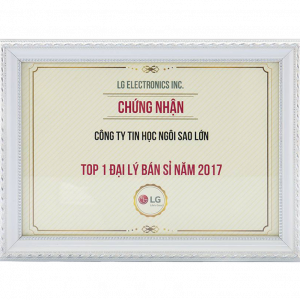 LG ELECTRONICS INC.
CHỨNG NHẬN
CÔNG TY TIN HỌC NGÔI SAO LỚN
TOP 1 ĐẠI LÝ BÁN SỈ NĂM 2017
LG